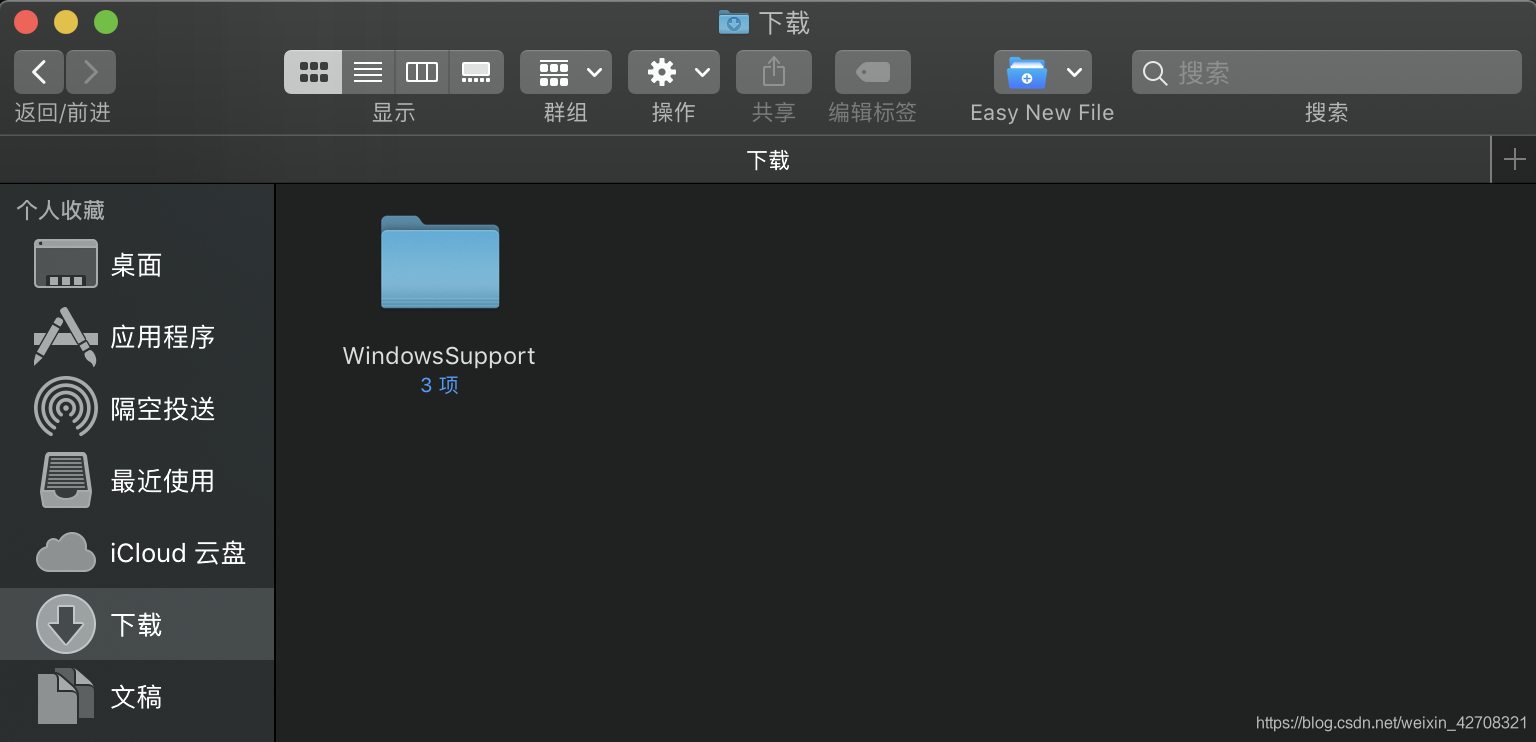 下载
搜索
返回/前进
显示
群组
操作
共享
编辑标签
Easy New File
搜索
下载
个人收藏
桌面
应用程序
隔空投送
最近使用
iCloud 云盘
下载
文稿
WindowsSupport
3 项
https://blog.csdn.net/weixin_42708321